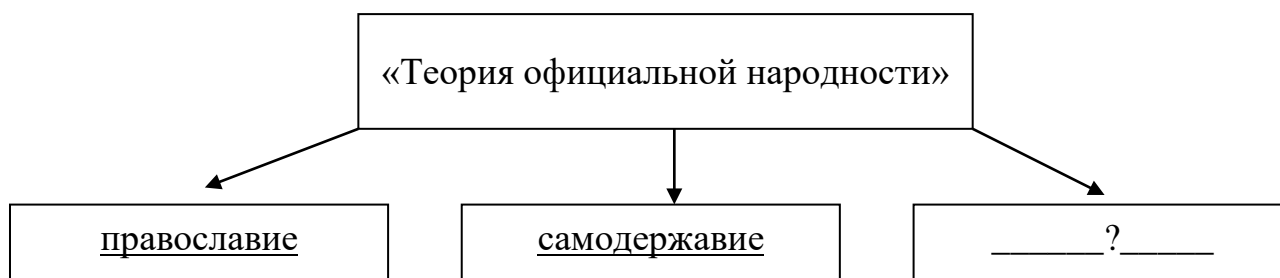 «Теория официальной народности»
православие
самодержавие
______?_____